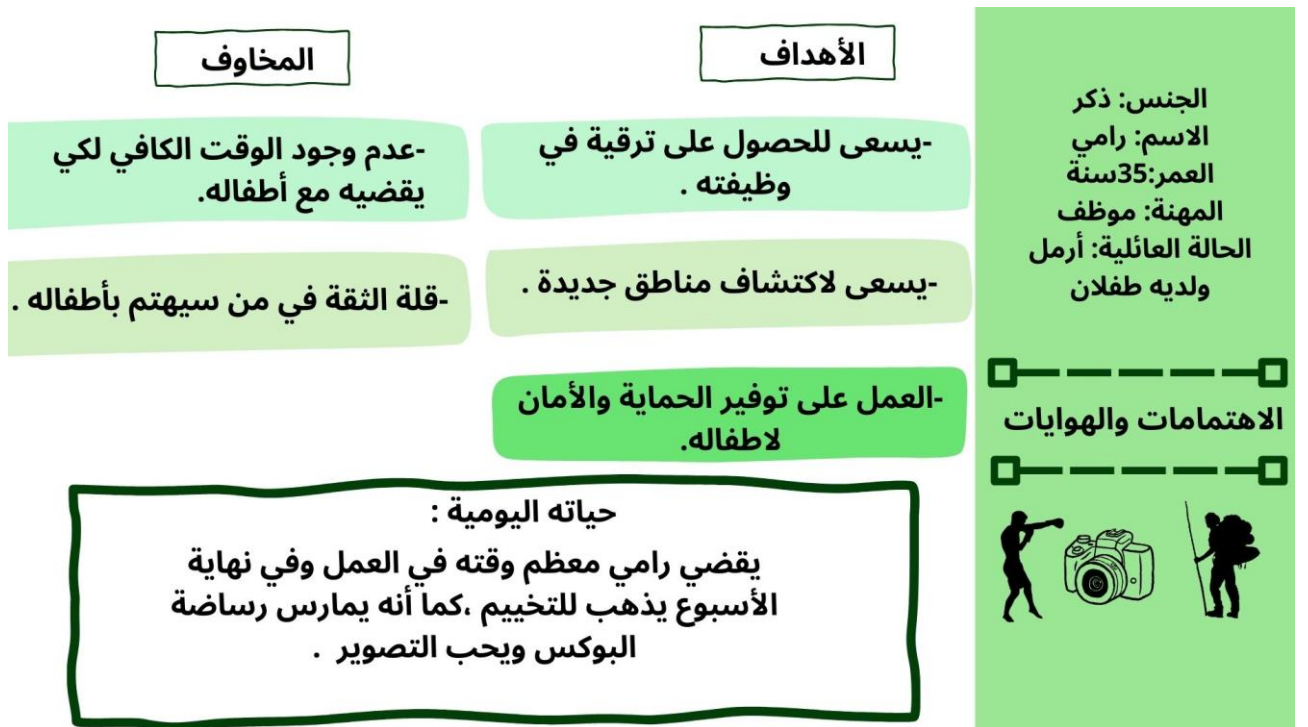 الجنس: ذكر
الاسم: رامي
العمر:35سنة
المهنة: موظف
الحالة العائلية: أرمل
ولديه طفلان
الاهتمامات والهوايات
الأهداف
-يسعى للحصول على ترقية في
وظيفته .
-يسعى لاكتشاف مناطق جديدة .
-العمل على توفير الحماية والأمان
لاطفاله.
المخاوف
-عدم وجود الوقت الكافي لكي
يقضيه مع أطفاله.
-قلة الثقة في من سيهتم بأطفاله .
حياته اليومية :
يقضي رامي معظم وقته في العمل وفي نهاية
الأسبوع يذهب للتخييم ،كما أنه يمارس رساضة
البوكس ويحب التصوير .